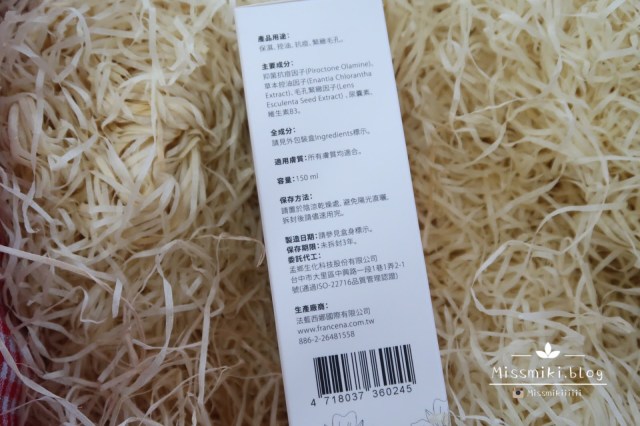 產品用途:
保濕, 控油, 抗痘, 緊緻毛孔。
主要成分:
抑菌抗痘因子(Piroctone Olamine),
草本控油因子(Enantia Chlorantha
Extract), 毛孔緊緻因子(Lens
Esculenta Seed Extract) , 尿囊素,
維生素B3。
全成分:
請見外包裝盒Ingredients標示。
適用膚質:所有膚質均適合。
容量:150 ml
保存方法:
請置於陰涼乾燥處, 避免陽光直曬,
拆封後請儘速用完。
製造日期:請參見盒身標示。
保存期限:未拆封3年。
委託代工:
孟鄉生化科技股份有限公司
台中市大里區中興路一段1巷1弄2-1
號(通過ISO-22716品質管理認證)
生產廠商:
法藍西娜國際有限公司
www.francena.com.tw
886-2-26481558
4 718037 360245
Missmiki.blog